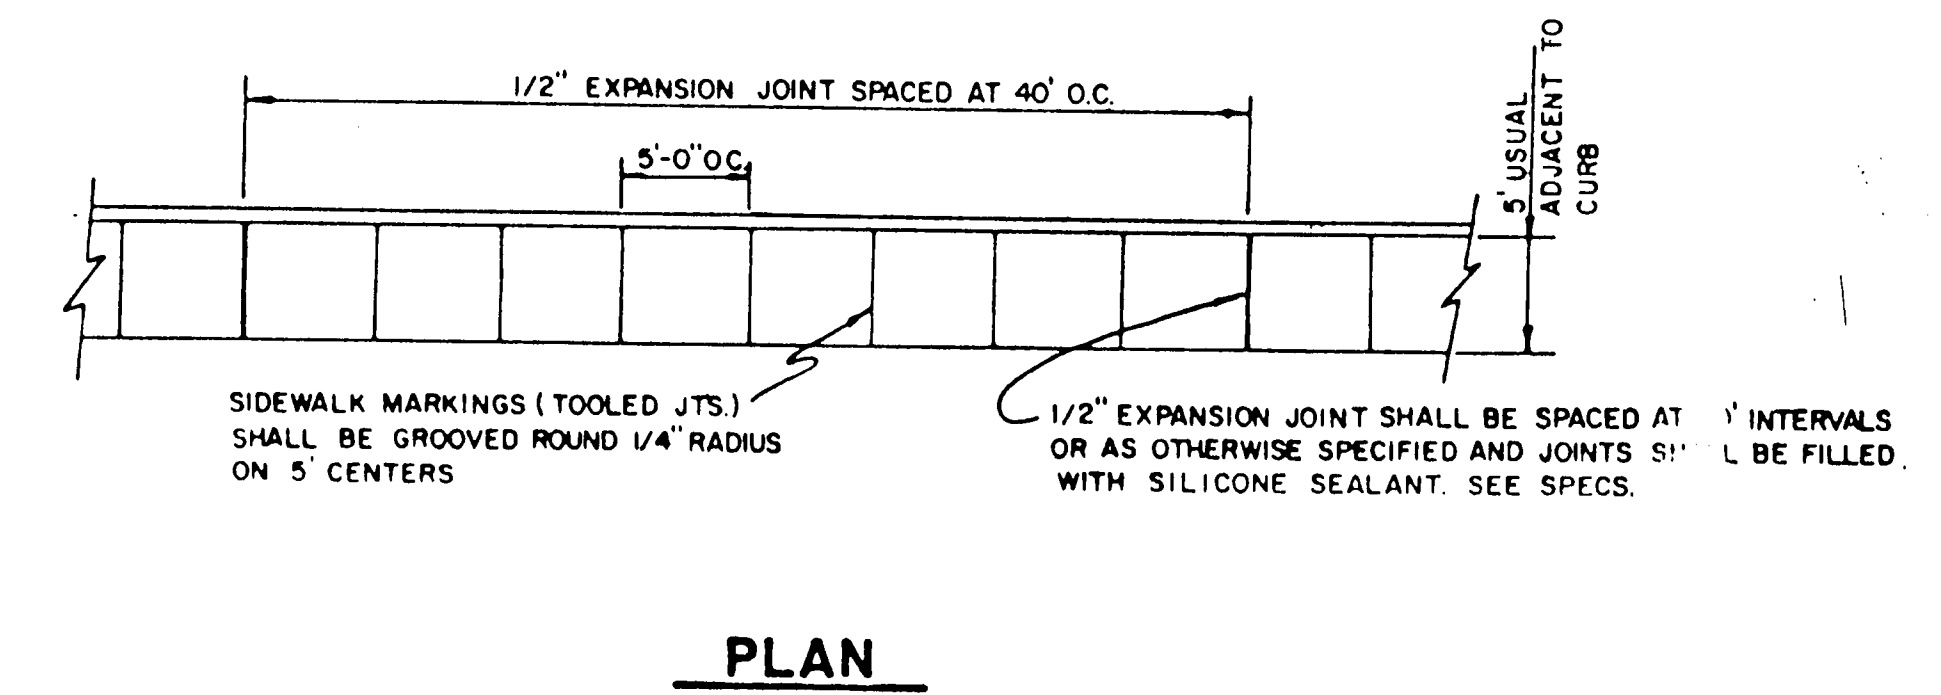 1/2" EXPANSION JOINT SPACED AT 40' O.C.
5'-0" O.C.
5' USUAL
ADJACENT TO
CURB
SIDEWALK MARKINGS (TOOLED JTS.)
SHALL BE GROOVED ROUND 1/4" RADIUS
ON 5' CENTERS
1/2" EXPANSION JOINT SHALL BE SPACED AT INTERVALS
OR AS OTHERWISE SPECIFIED AND JOINTS BE FILLED
WITH SILICONE SEALANT. SEE SPECS.
PLAN